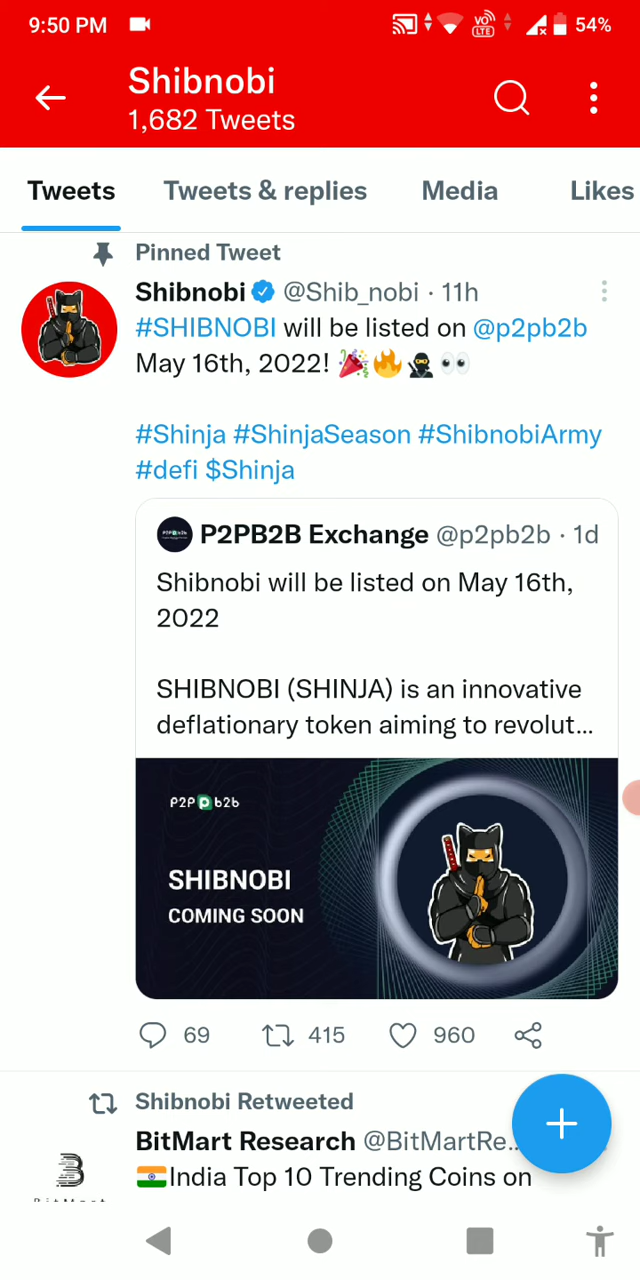 9:50 PM
VO LTE
54%
Shibnobi
1,682 Tweets
Tweets Tweets & replies Media Likes
Pinned Tweet
Shibnobi @Shib_nobi · 11h
#SHIBNOBI will be listed on @p2pb2b
May 16th, 2022! 🎉🔥🥷👀
#Shinja #ShinjaSeason #ShibnobiArmy
#defi $Shinja
P2PB2B Exchange @p2pb2b · 1d
Shibnobi will be listed on May 16th,
2022
SHIBNOBI (SHINJA) is an innovative
deflationary token aiming to revolut...
P2P b2b
SHIBNOBI
COMING SOON
69 415 960
Shibnobi Retweeted
BitMart Research @BitMartRe...
🇮🇳India Top 10 Trending Coins on